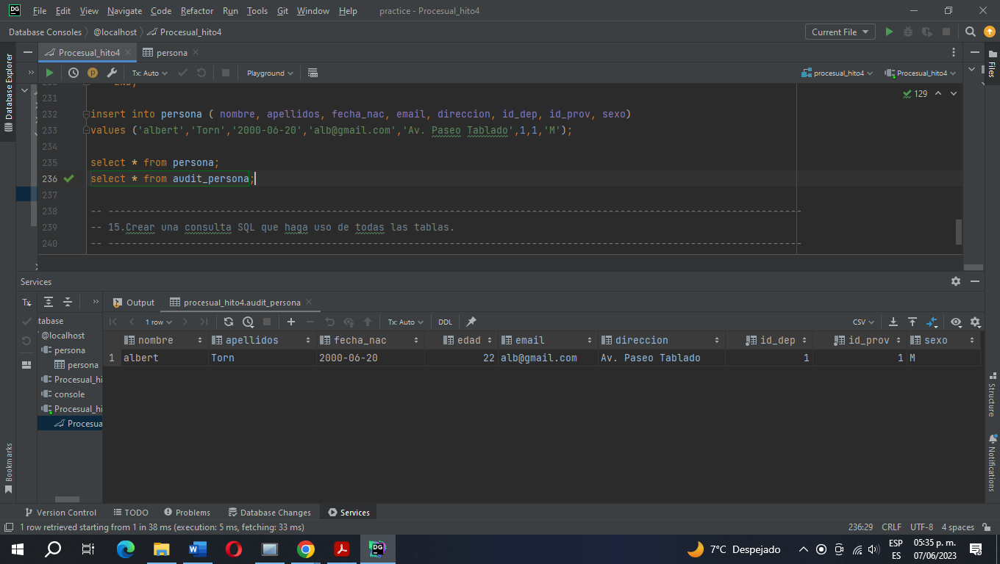 DG File Edit View Navigate Code Refactor Run Tools Git Window Help practice - Procesual_hito4
Database Consoles @localhost Procesual_hito4 Current File
Procesual_hito4 persona
Tx: Auto Playground procesual_hito4 Procesual_hito4
Database Explorer
Files
129
231
232 insert into persona ( nombre, apellidos, fecha_nac, email, direccion, id_dep, id_prov, sexo)
233 values ('albert','Torn','2000-06-20','alb@gmail.com','Av. Paseo Tablado',1,1,'M');
234
235 select * from persona;
236 select * from audit_persona;
237
238 -- ----------------------------------------------------------------------------------------------------------------------
239 -- 15.Crear una consulta SQL que haga uso de todas las tablas.
240 -- ----------------------------------------------------------------------------------------------------------------------
Services
Tx Output procesual_hito4.audit_persona
1 row Tx: Auto DDL CSV
tabase
@localhost
persona
persona
Procesual_hi
console
Procesual_hi
Procesua
nombre apellidos fecha_nac edad email direccion id_dep id_prov sexo
1 albert Torn 2000-06-20 22 alb@gmail.com Av. Paseo Tablado 1 1 M
Bookmarks
Structure
Notifications
Version Control TODO Problems Database Changes Services
1 row retrieved starting from 1 in 38 ms (execution: 5 ms, fetching: 33 ms) 236:29 CRLF UTF-8 4 spaces
7°C Despejado ESP 05:35 p. m.
ES 07/06/2023